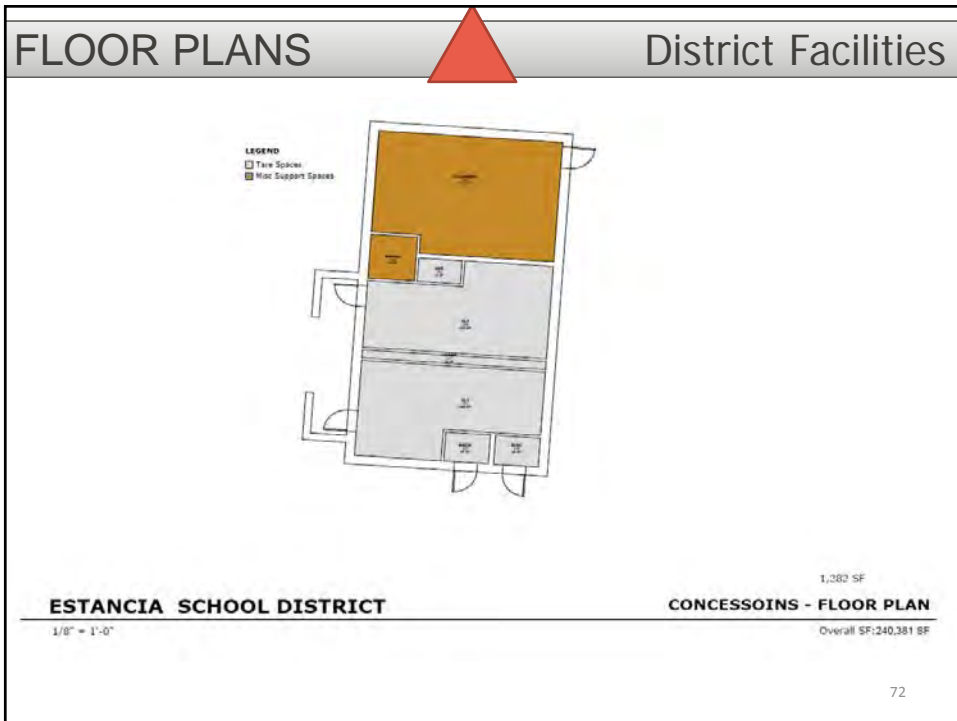 FLOOR PLANS
District Facilities
LEGEND
Tare Spaces
Misc Support Spaces
1,282 SF
ESTANCIA SCHOOL DISTRICT
CONCESSOINS - FLOOR PLAN
1/8" = 1'-0"
Overall SF:240,381 SF
72